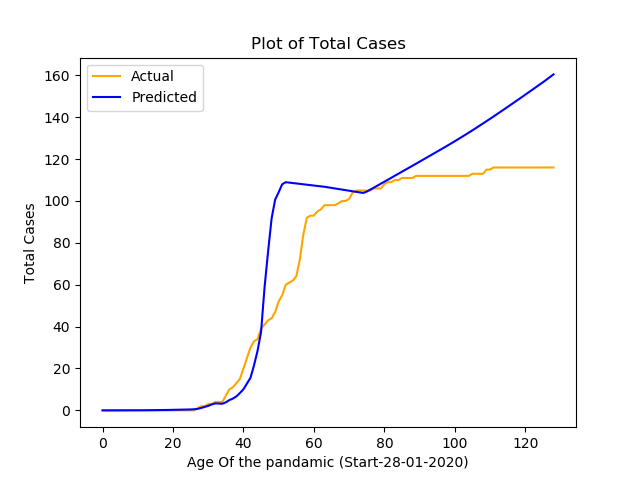 Plot of Total Cases
Actual
Predicted
160
140
120
100
80
60
40
20
0
Total Cases
0 20 40 60 80 100 120
Age Of the pandamic (Start-28-01-2020)